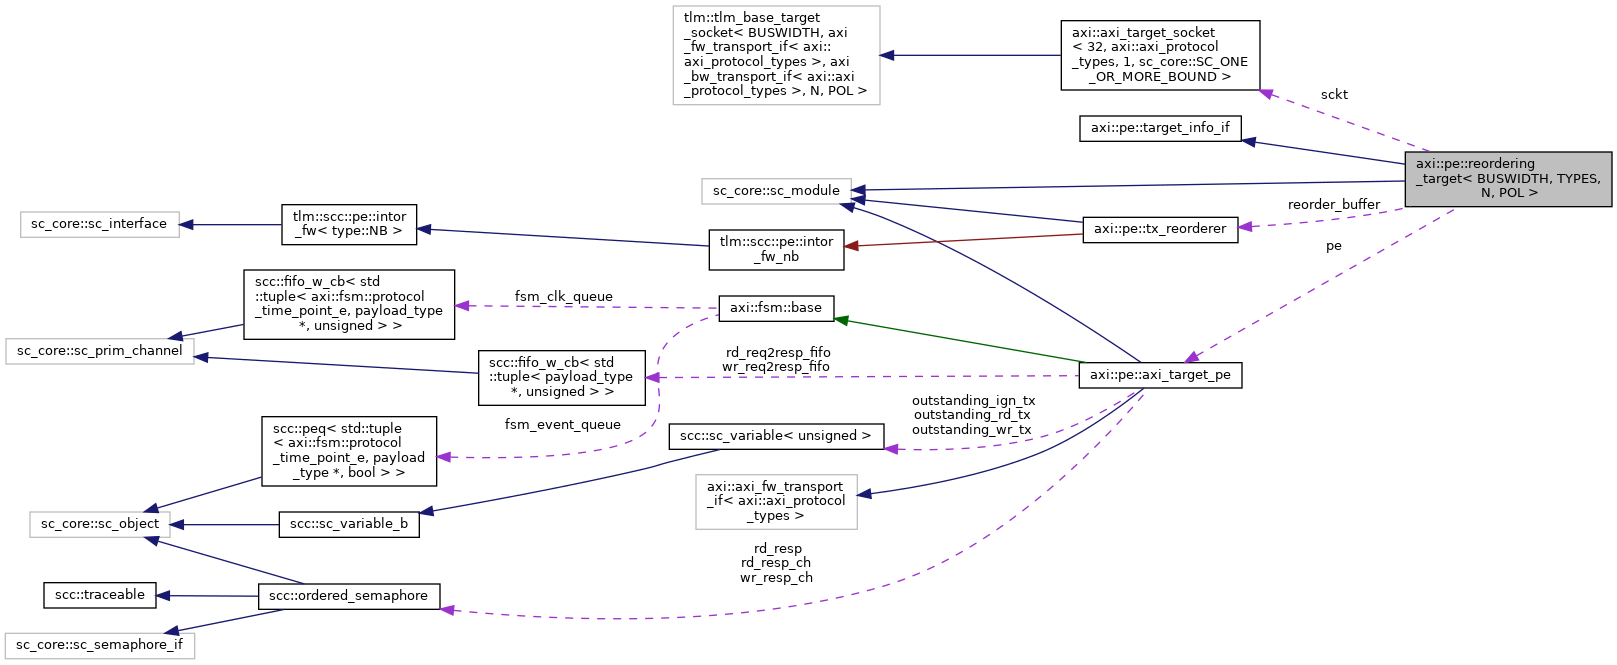 tlm::tlm_base_target
_socket< BUSWIDTH, axi
_fw_transport_if< axi::
axi_protocol_types >, axi
_bw_transport_if< axi::axi
_protocol_types >, N, POL >
axi::axi_target_socket
< 32, axi::axi_protocol
_types, 1, sc_core::SC_ONE
_OR_MORE_BOUND >
sckt
axi::pe::target_info_if
axi::pe::reordering
_target< BUSWIDTH, TYPES,
N, POL >
sc_core::sc_module
reorder_buffer
sc_core::sc_interface
tlm::scc::pe::intor
_fw< type::NB >
tlm::scc::pe::intor
_fw_nb
axi::pe::tx_reorderer
pe
scc::fifo_w_cb< std
::tuple< axi::fsm::protocol
_time_point_e, payload_type
*, unsigned > >
fsm_clk_queue
axi::fsm::base
sc_core::sc_prim_channel
scc::fifo_w_cb< std
::tuple< payload_type
*, unsigned > >
rd_req2resp_fifo
wr_req2resp_fifo
axi::pe::axi_target_pe
scc::peq< std::tuple
< axi::fsm::protocol
_time_point_e, payload
_type *, bool > >
fsm_event_queue
scc::sc_variable< unsigned >
outstanding_ign_tx
outstanding_rd_tx
outstanding_wr_tx
axi::axi_fw_transport
_if< axi::axi_protocol
_types >
sc_core::sc_object
scc::sc_variable_b
rd_resp
rd_resp_ch
wr_resp_ch
scc::traceable
scc::ordered_semaphore
sc_core::sc_semaphore_if